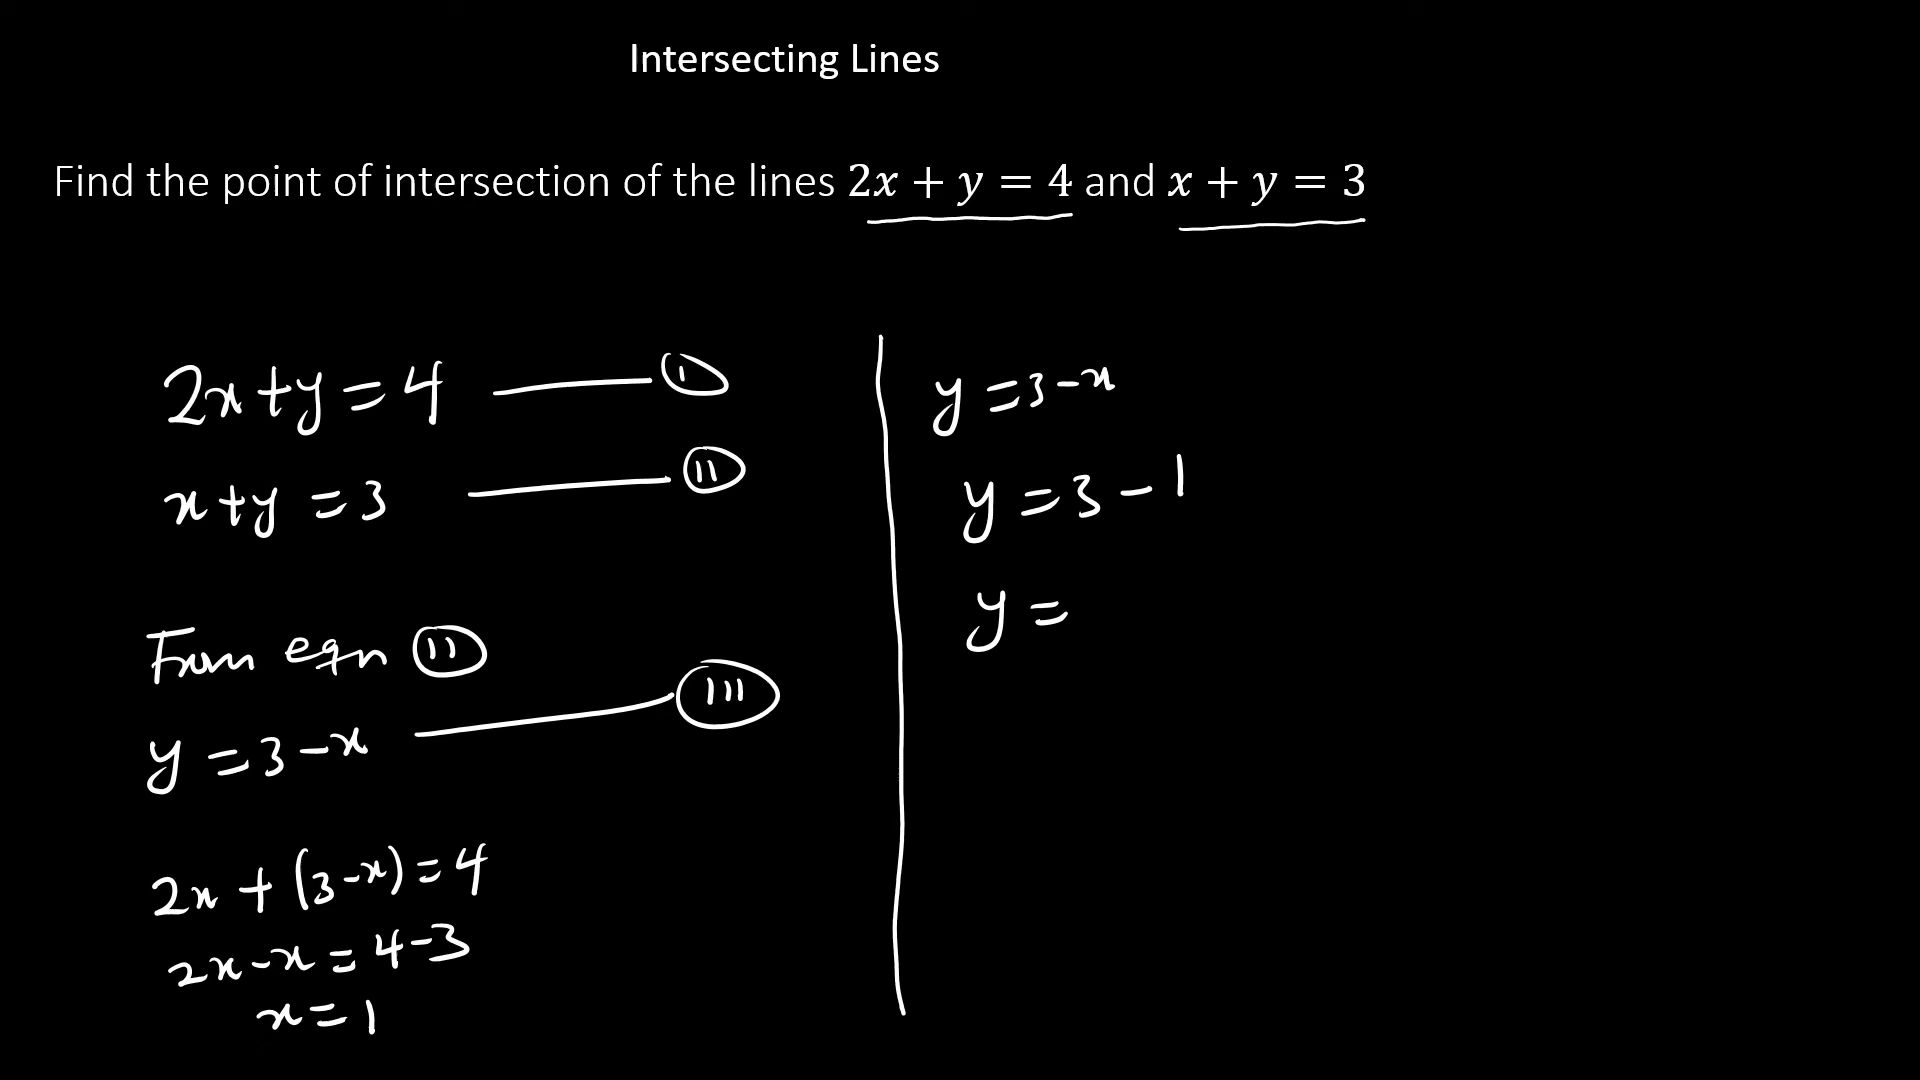 Intersecting Lines
Find the point of intersection of the lines 2x + y = 4 and x + y = 3
2x+y=4 —— (i)
x+y=3 —— (ii)
From eqn (ii)
y=3-x —— (iii)
2x+(3-x)=4
2x-x=4-3
x=1
y=3-x
y=3-1
y=